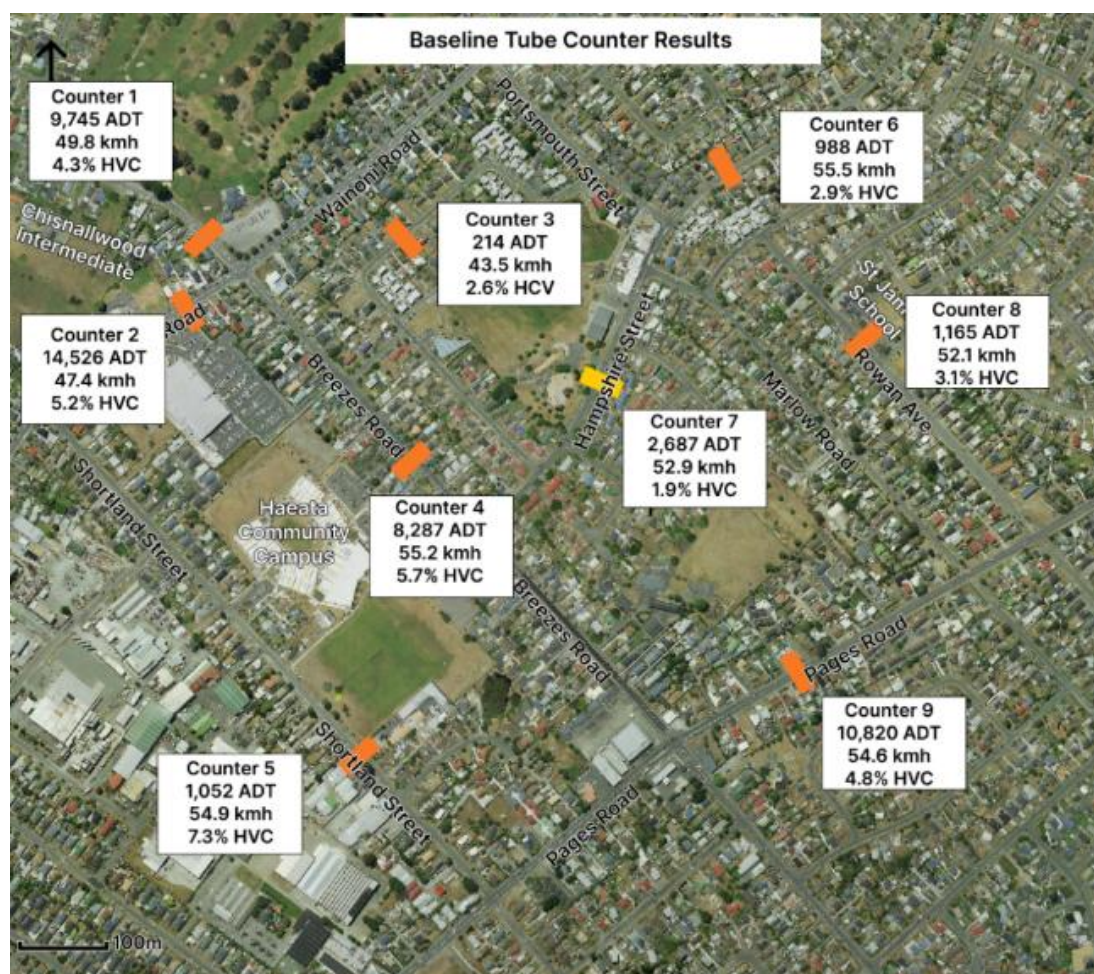 Baseline Tube Counter Results
Counter 1
9,745 ADT
49.8 kmh
4.3% HVC
Portsmouth Street
Wainoni Road
Counter 6
988 ADT
55.5 kmh
2.9% HVC
Chisnallwood
Intermediate
Counter 3
214 ADT
43.5 kmh
2.6% HCV
St Jam
School
Counter 2
14,526 ADT
47.4 kmh
5.2% HVC
Road
Counter 8
1,165 ADT
52.1 kmh
3.1% HVC
Hampshire Street
Breezes Road
Marlow Road
Rowan Ave
Counter 7
2,687 ADT
52.9 kmh
1.9% HVC
Shortland Street
Haeata
Community
Campus
Counter 4
8,287 ADT
55.2 kmh
5.7% HVC
Breezes Road
Pages Road
Counter 9
10,820 ADT
54.6 kmh
4.8% HVC
Shortland Street
Counter 5
1,052 ADT
54.9 kmh
7.3% HVC
Pages Road
100m